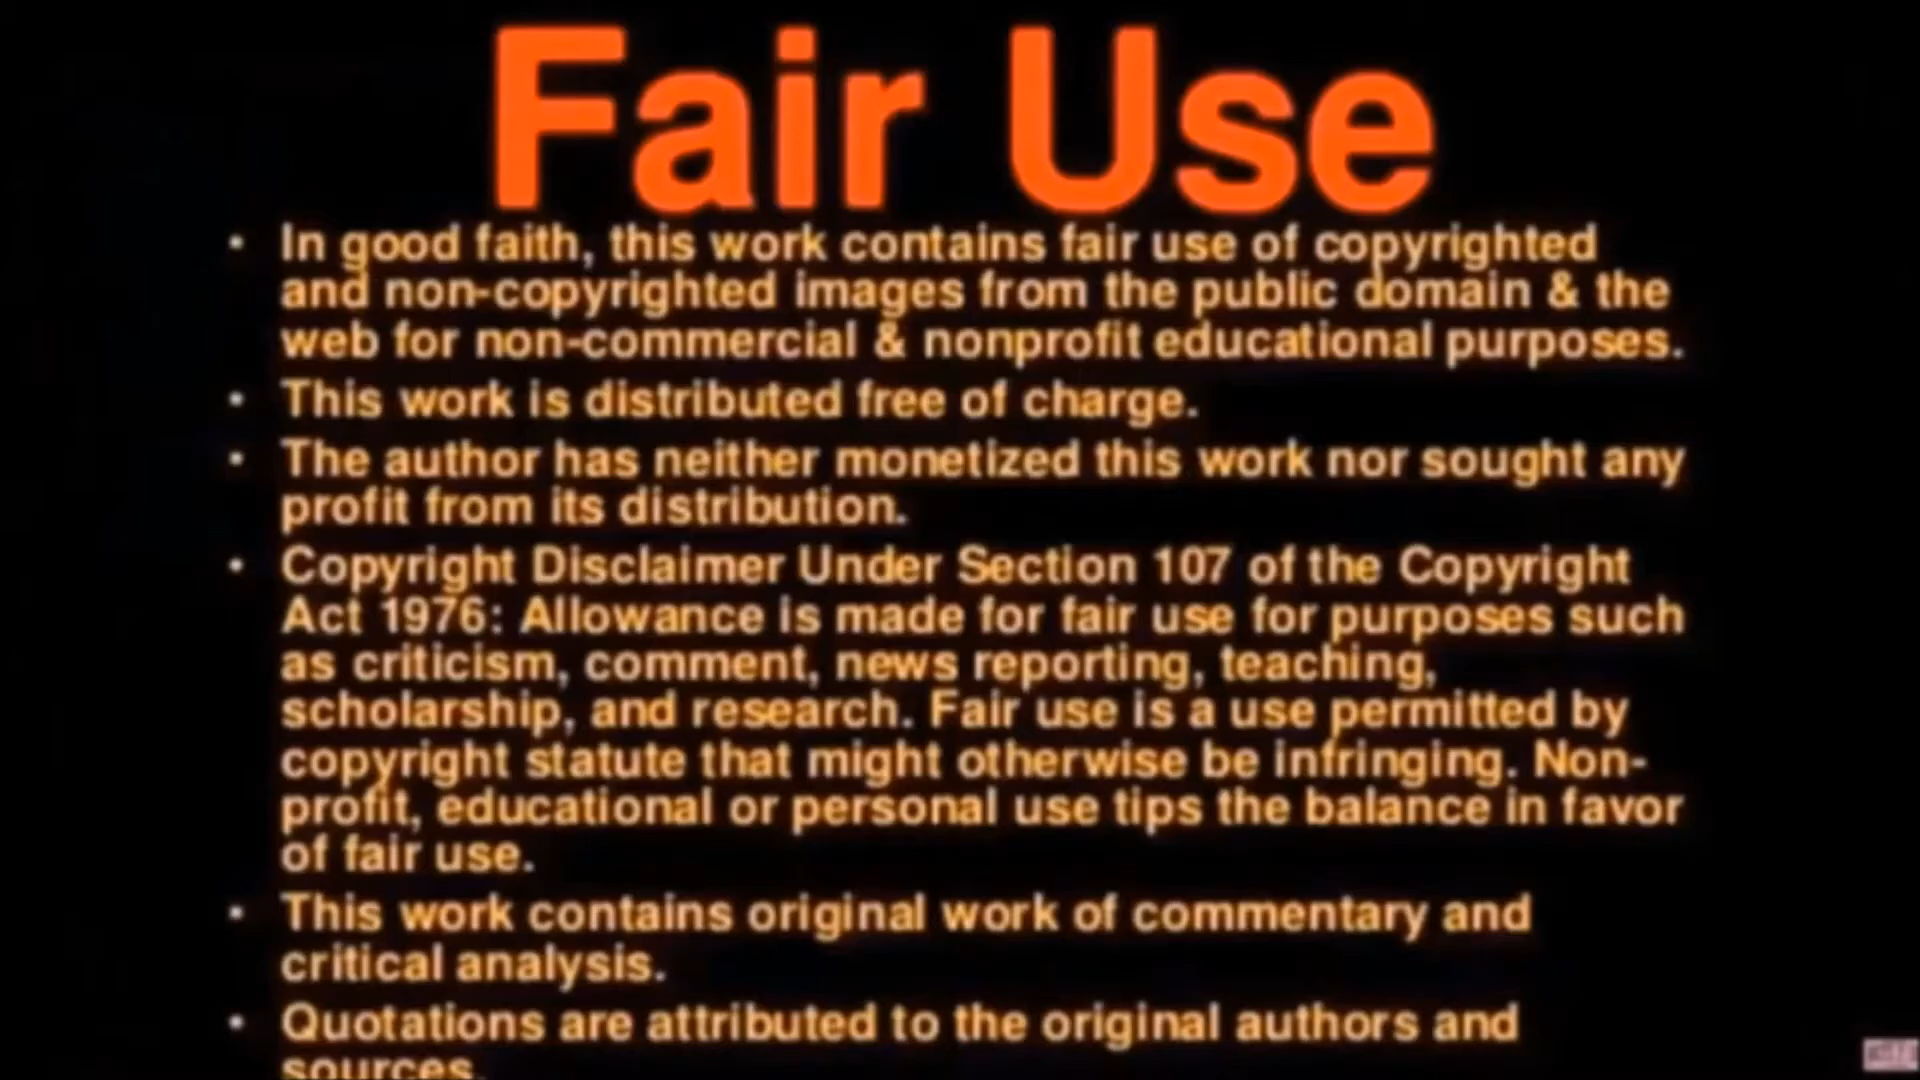 Fair Use
• In good faith, this work contains fair use of copyrighted
and non-copyrighted images from the public domain & the
web for non-commercial & nonprofit educational purposes.
• This work is distributed free of charge.
• The author has neither monetized this work nor sought any
profit from its distribution.
• Copyright Disclaimer Under Section 107 of the Copyright
Act 1976: Allowance is made for fair use for purposes such
as criticism, comment, news reporting, teaching,
scholarship, and research. Fair use is a use permitted by
copyright statute that might otherwise be infringing. Non-
profit, educational or personal use tips the balance in favor
of fair use.
• This work contains original work of commentary and
critical analysis.
• Quotations are attributed to the original authors and
sources.